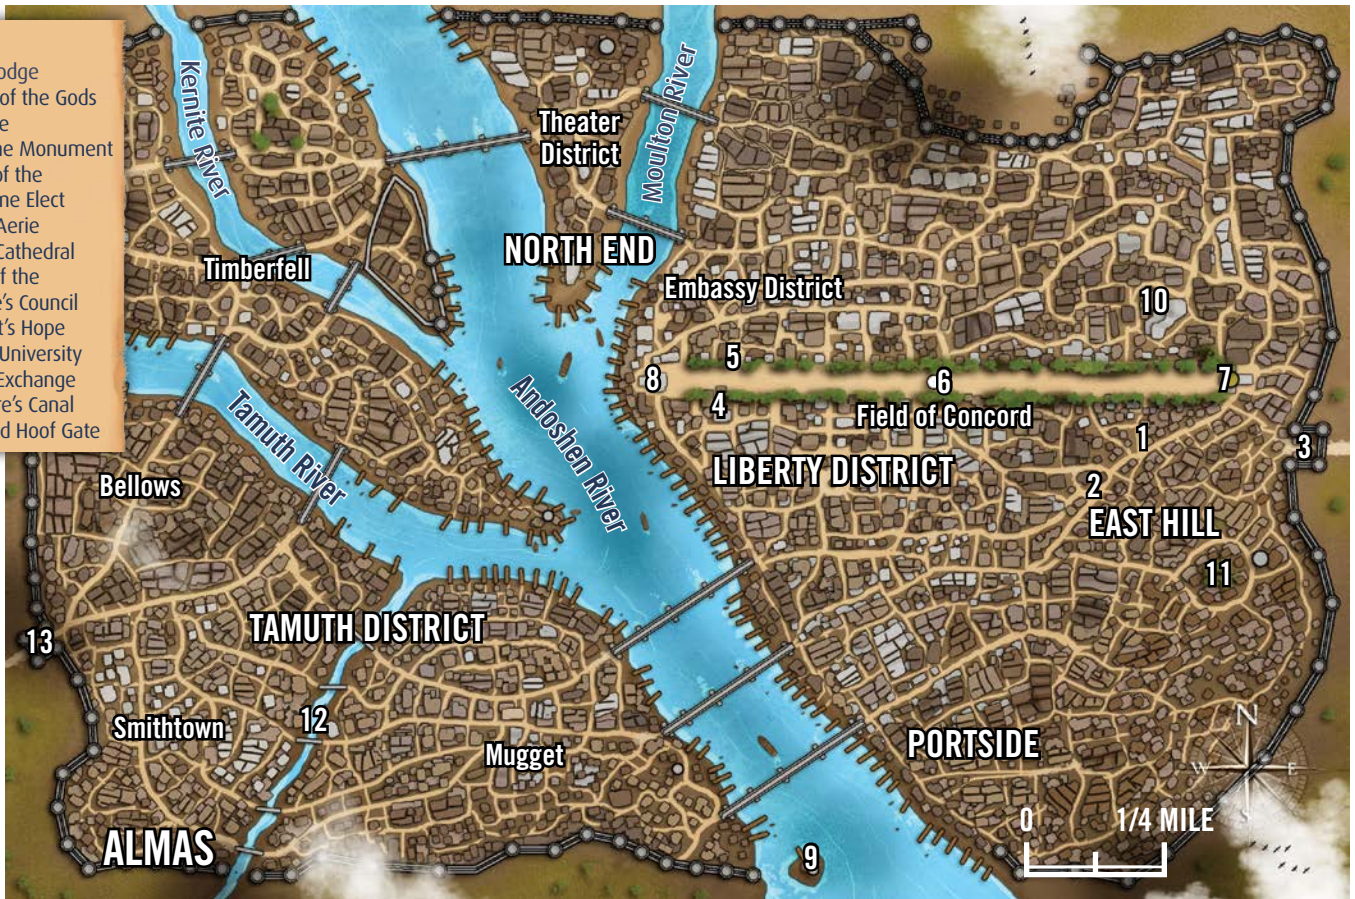 odge
of the Gods
e
ne Monument
of the
me Elect
Aerie
Cathedral
f the
e's Council
t's Hope
University
Exchange
re's Canal
d Hoof Gate
Kernite River
Theater
District
Moulton River
NORTH END
Timberfell
Embassy District
10
5
8
6
7
4
Field of Concord
Andoshen River
Tamuth River
1
3
LIBERTY DISTRICT
Bellows
2
EAST HILL
11
TAMUTH DISTRICT
13
12
Smithtown
Mugget
PORTSIDE
N
W
E
S
0
1/4 MILE
ALMAS
9